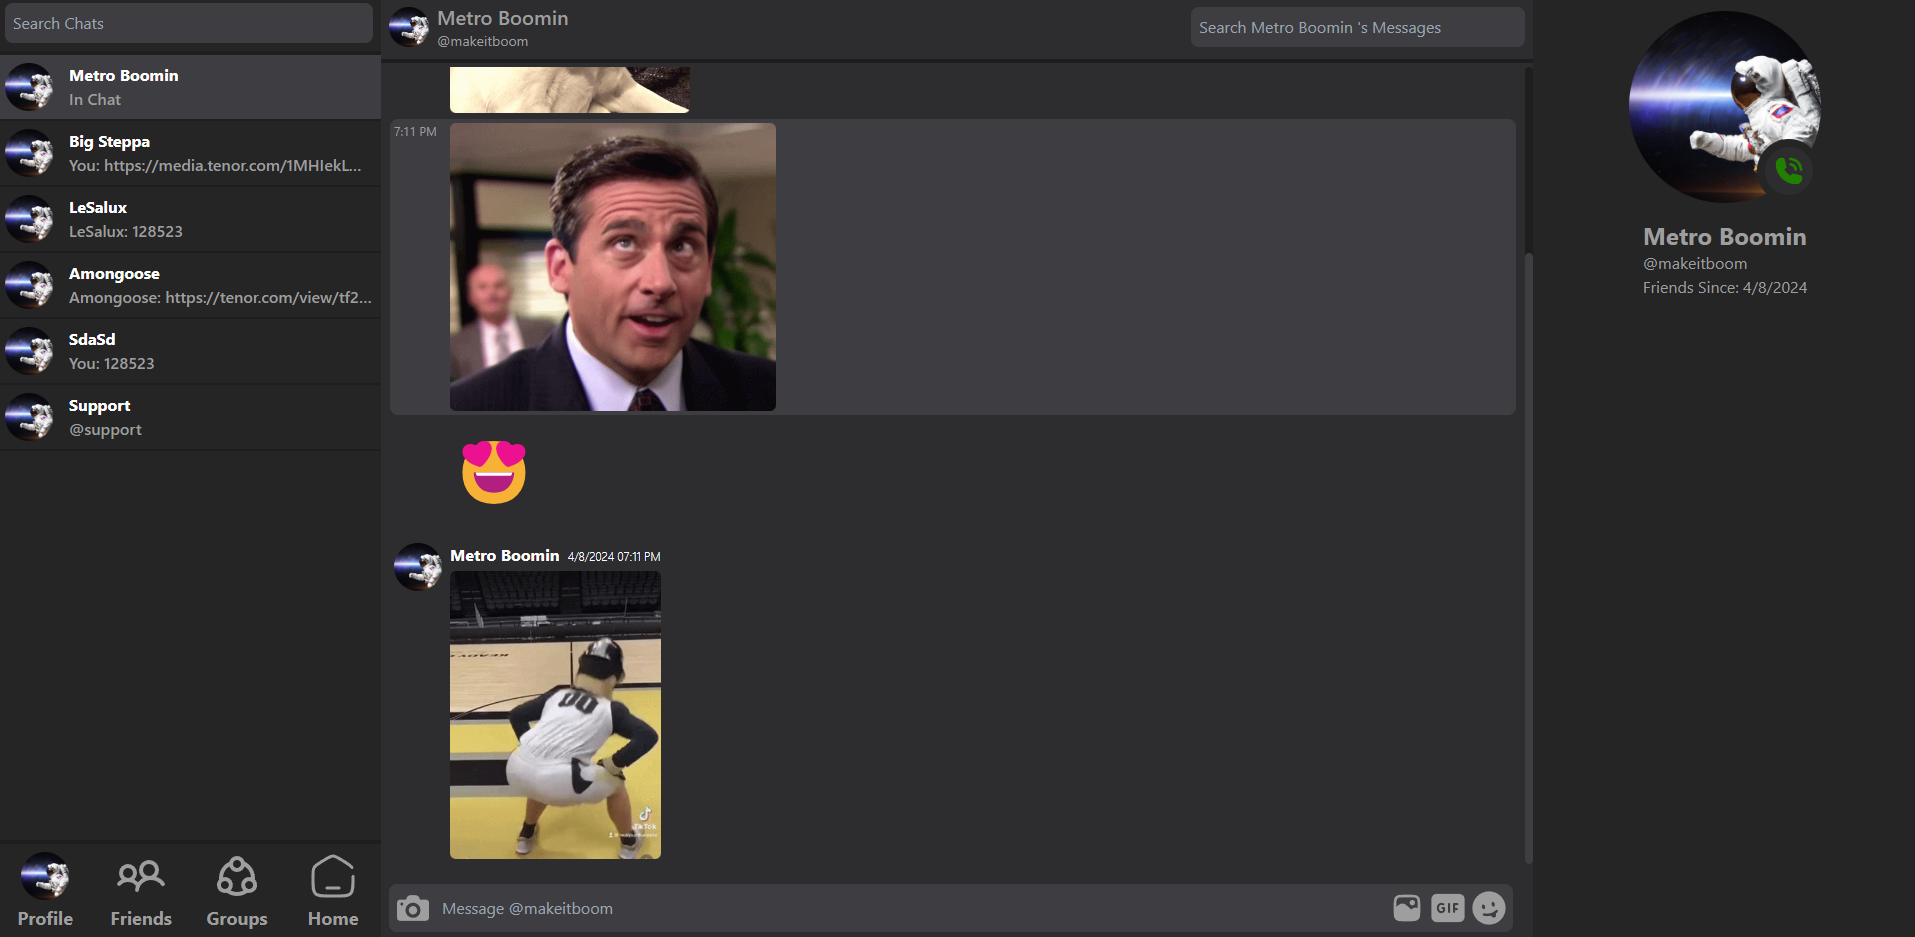 Search Chats
Metro Boomin
In Chat
Big Steppa
You: https://media.tenor.com/1MHIekL...
LeSalux
LeSalux: 128523
Amongoose
Amongoose: https://tenor.com/view/tf2...
SdaSd
You: 128523
Support
@support
Profile
Friends
Groups
Home
Metro Boomin
@makeitboom
Search Metro Boomin 's Messages
7:11 PM
Metro Boomin 4/8/2024 07:11 PM
00
TikTok
Message @makeitboom
GIF
Metro Boomin
@makeitboom
Friends Since: 4/8/2024